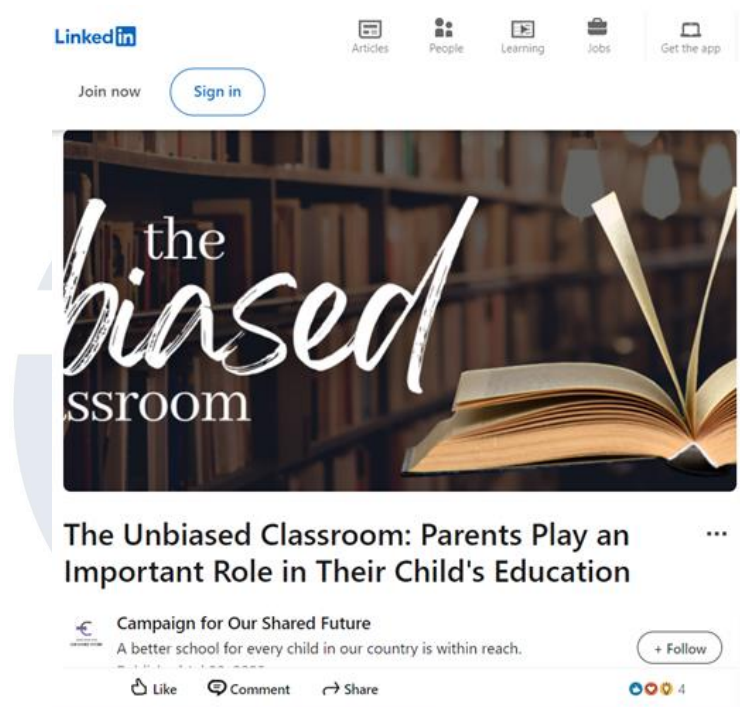 Linked in
Articles People Learning Jobs Get the app
Join now Sign in
the
biased
ssroom
The Unbiased Classroom: Parents Play an
Important Role in Their Child's Education
Campaign for Our Shared Future
A better school for every child in our country is within reach.
+ Follow
Like Comment Share
4